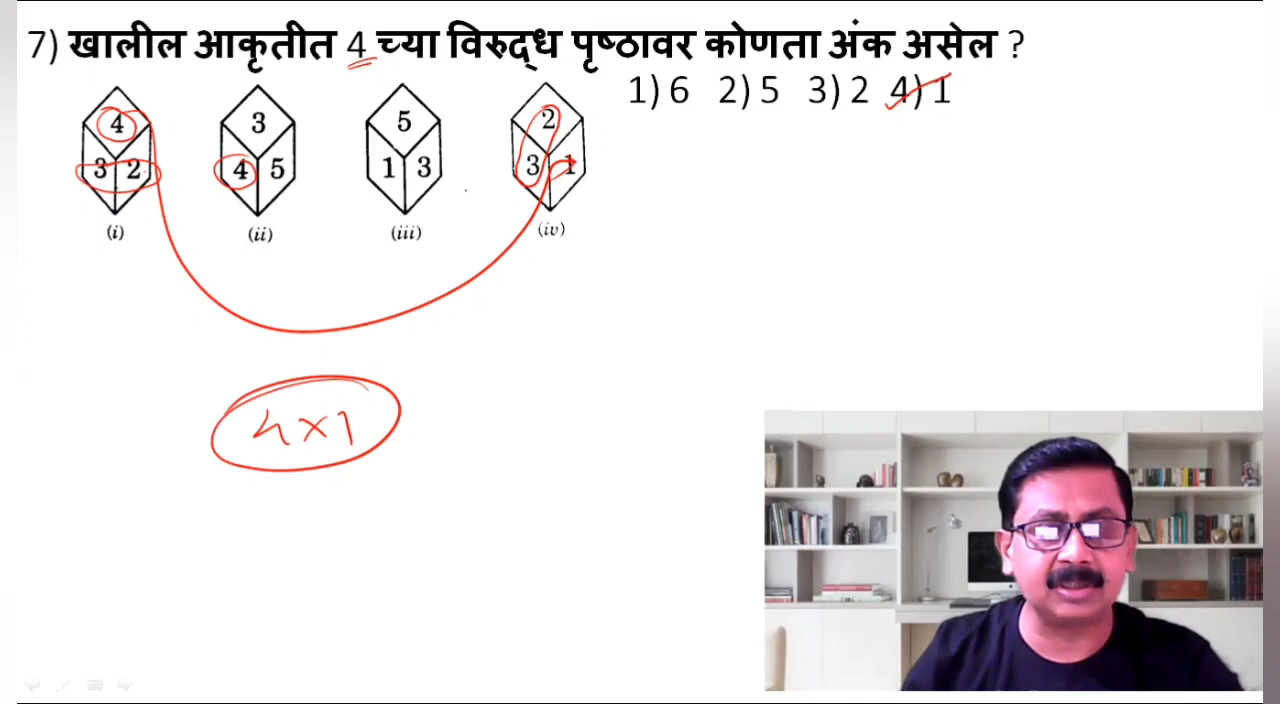 7) खालील आकृतीत 4 च्या विरुद्ध पृष्ठावर कोणता अंक असेल ?
1) 6 2) 5 3) 2 4) 1
4 3 5 2
3 2 4 5 1 3 3 1
(i) (ii) (iii) (iv)
4 x 1